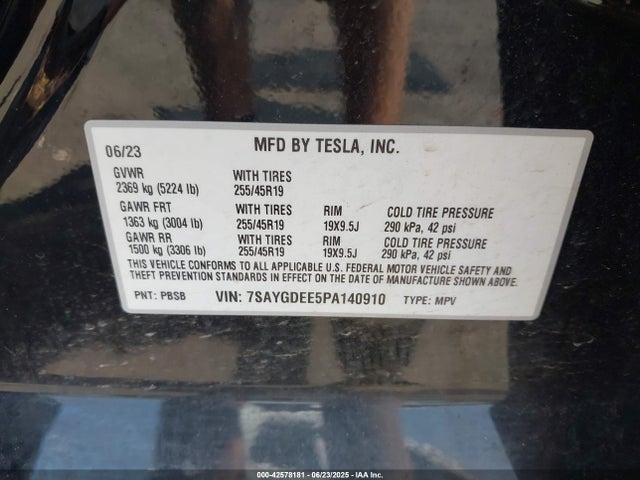 06/23 MFD BY TESLA, INC.
GVWR WITH TIRES
2369 kg (5224 lb) 255/45R19
GAWR FRT WITH TIRES RIM COLD TIRE PRESSURE
1363 kg (3004 lb) 255/45R19 19X9.5J 290 kPa, 42 psi
GAWR RR WITH TIRES RIM COLD TIRE PRESSURE
1500 kg (3306 lb) 255/45R19 19X9.5J 290 kPa, 42 psi
THIS VEHICLE CONFORMS TO ALL APPLICABLE U.S. FEDERAL MOTOR VEHICLE SAFETY AND
THEFT PREVENTION STANDARDS IN EFFECT ON THE DATE OF MANUFACTURE SHOWN ABOVE.
PNT: PBSB VIN: 7SAYGDEE5PA140910 TYPE: MPV
000-42578181 - 06/23/2025 - IAA Inc.